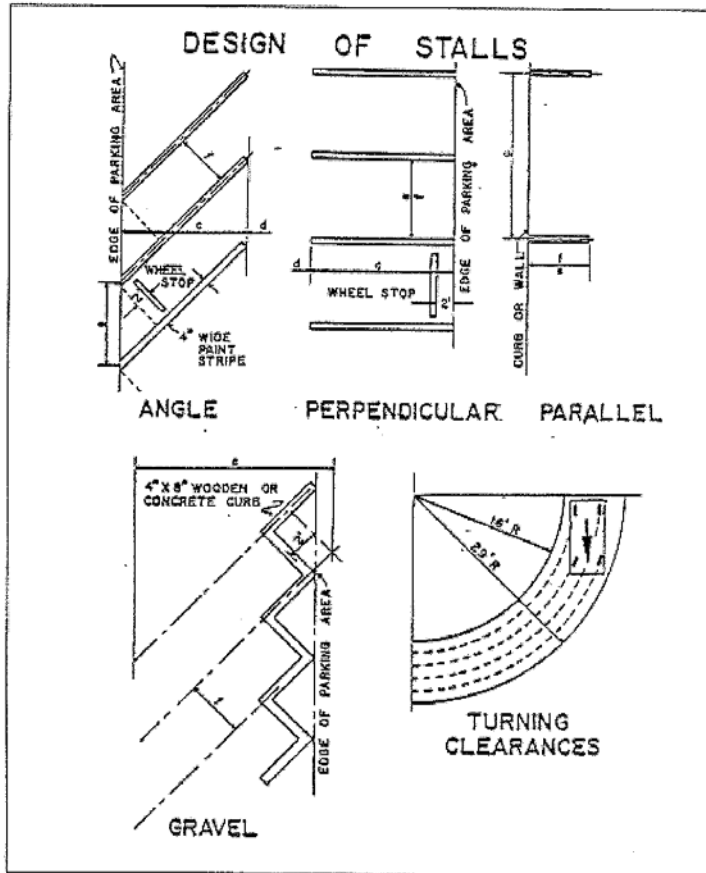 DESIGN OF STALLS
EDGE OF PARKING AREA
f
c
d
WHEEL
STOP
2'
4" WIDE
PAINT
STRIPE
ANGLE
EDGE OF PARKING AREA
d
WHEEL STOP
2'
PERPENDICULAR
CURB OR WALL
f
PARALLEL
4" X 8" WOODEN OR
CONCRETE CURB
2'
EDGE OF PARKING AREA
GRAVEL
16' R
29' R
TURNING
CLEARANCES